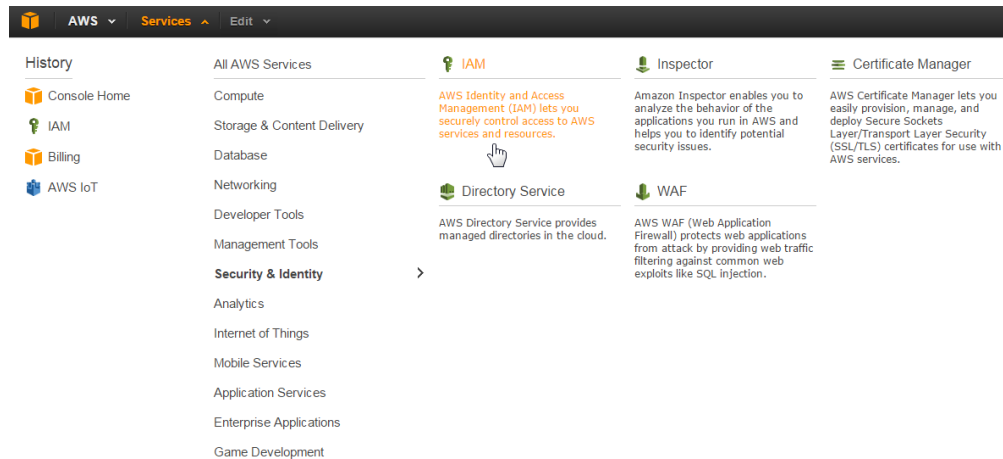 AWS Services Edit
History
Console Home
IAM
Billing
AWS IoT
All AWS Services
Compute
Storage & Content Delivery
Database
Networking
Developer Tools
Management Tools
Security & Identity
Analytics
Internet of Things
Mobile Services
Application Services
Enterprise Applications
Game Development
IAM
AWS Identity and Access
Management (IAM) lets you
securely control access to AWS
services and resources.
Directory Service
AWS Directory Service provides
managed directories in the cloud.
Inspector
Amazon Inspector enables you to
analyze the behavior of the
applications you run in AWS and
helps you to identify potential
security issues.
WAF
AWS WAF (Web Application
Firewall) protects web applications
from attack by providing web traffic
filtering against common web
exploits like SQL injection.
Certificate Manager
AWS Certificate Manager lets you
easily provision, manage, and
deploy Secure Sockets
Layer/Transport Layer Security
(SSL/TLS) certificates for use with
AWS services.